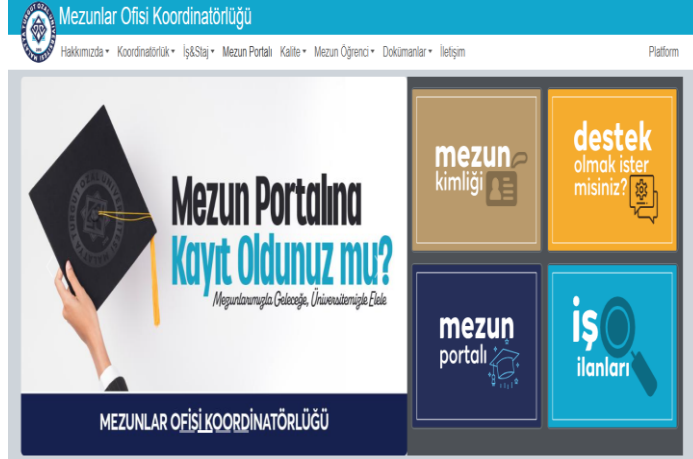 Mezunlar Ofisi Koordinatörlüğü
Hakkımızda Koordinatörlük İş&Staj Mezun Portalı Kalite Mezun Öğrenci Dokümanlar İletişim Platform
Mezun Portalına
Kayıt Oldunuz mu?
Mezunlarımızla Geleceğe, Üniversitemizle Elele
MEZUNLAR OFİSİ KOORDİNATÖRLÜĞÜ
mezun
kimliği
destek
olmak ister
misiniz?
mezun
portalı
iş
ilanları